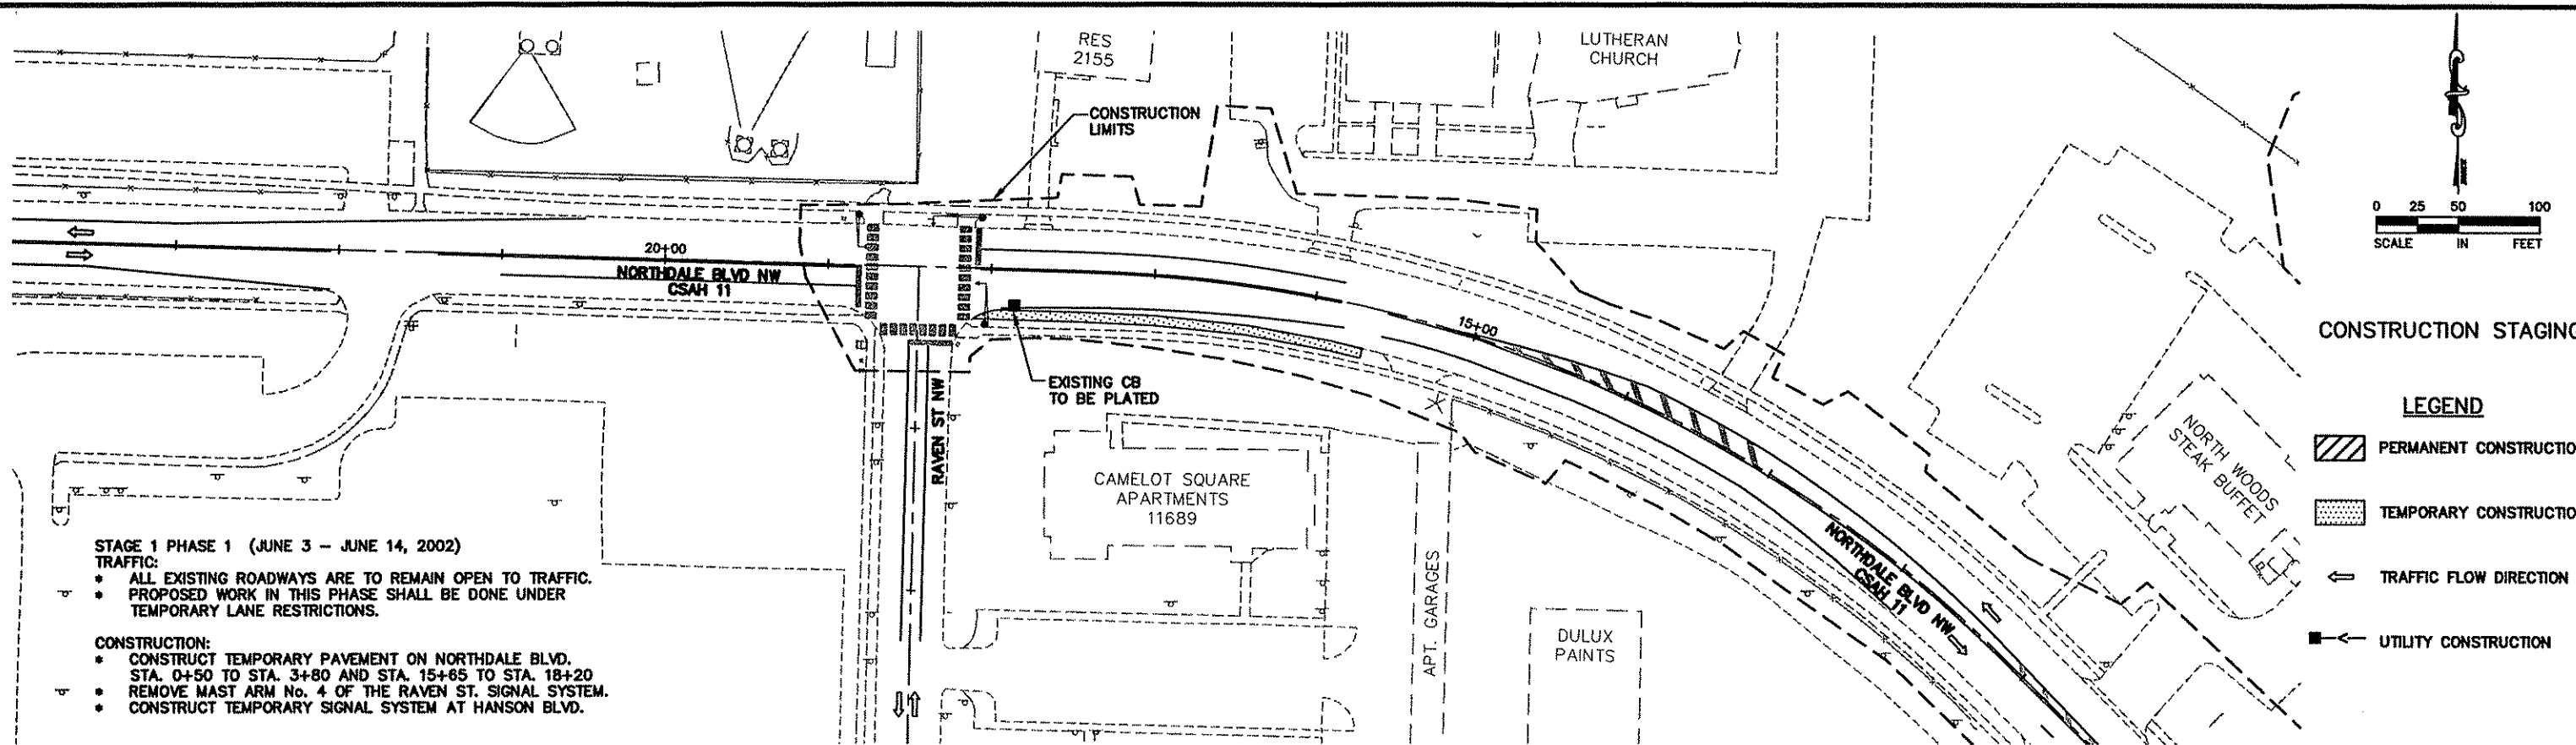 RES
2155
LUTHERAN
CHURCH
CONSTRUCTION
LIMITS
0 25 50 100
SCALE IN FEET
20+00
NORTHDALE BLVD NW
CSAH 11
15+00
CONSTRUCTION STAGING
EXISTING CB
TO BE PLATED
RAVEN ST NW
CAMELOT SQUARE
APARTMENTS
11689
NORTH WOODS
STEAK BUFFET
LEGEND
PERMANENT CONSTRUCTIO
TEMPORARY CONSTRUCTIO
TRAFFIC FLOW DIRECTION
UTILITY CONSTRUCTION
NORTHDALE BLVD NW
CSAH 11
APT. GARAGES
DULUX
PAINTS
STAGE 1 PHASE 1 (JUNE 3 – JUNE 14, 2002)
TRAFFIC:
* ALL EXISTING ROADWAYS ARE TO REMAIN OPEN TO TRAFFIC.
* PROPOSED WORK IN THIS PHASE SHALL BE DONE UNDER
TEMPORARY LANE RESTRICTIONS.
CONSTRUCTION:
* CONSTRUCT TEMPORARY PAVEMENT ON NORTHDALE BLVD.
STA. 0+50 TO STA. 3+80 AND STA. 15+65 TO STA. 18+20
* REMOVE MAST ARM No. 4 OF THE RAVEN ST. SIGNAL SYSTEM.
* CONSTRUCT TEMPORARY SIGNAL SYSTEM AT HANSON BLVD.